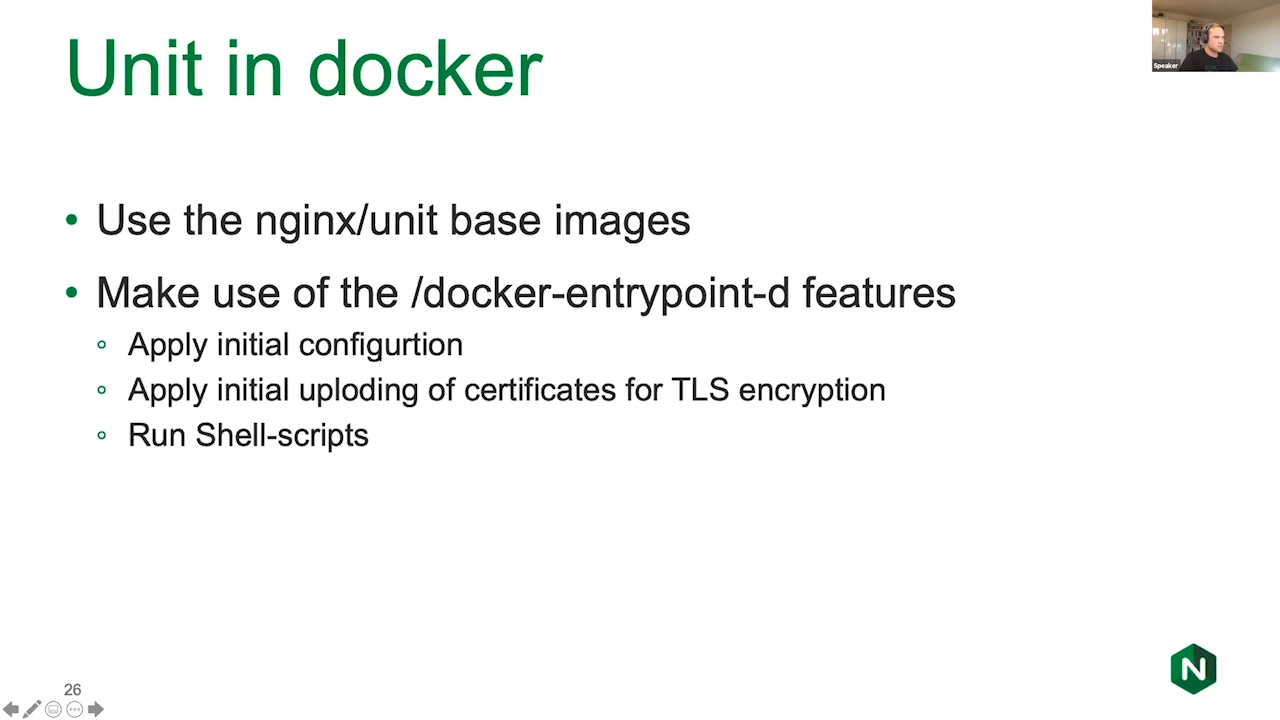 Unit in docker
Speaker
• Use the nginx/unit base images
• Make use of the /docker-entrypoint-d features
Apply initial configurtion
Apply initial uploding of certificates for TLS encryption
Run Shell-scripts
N
26